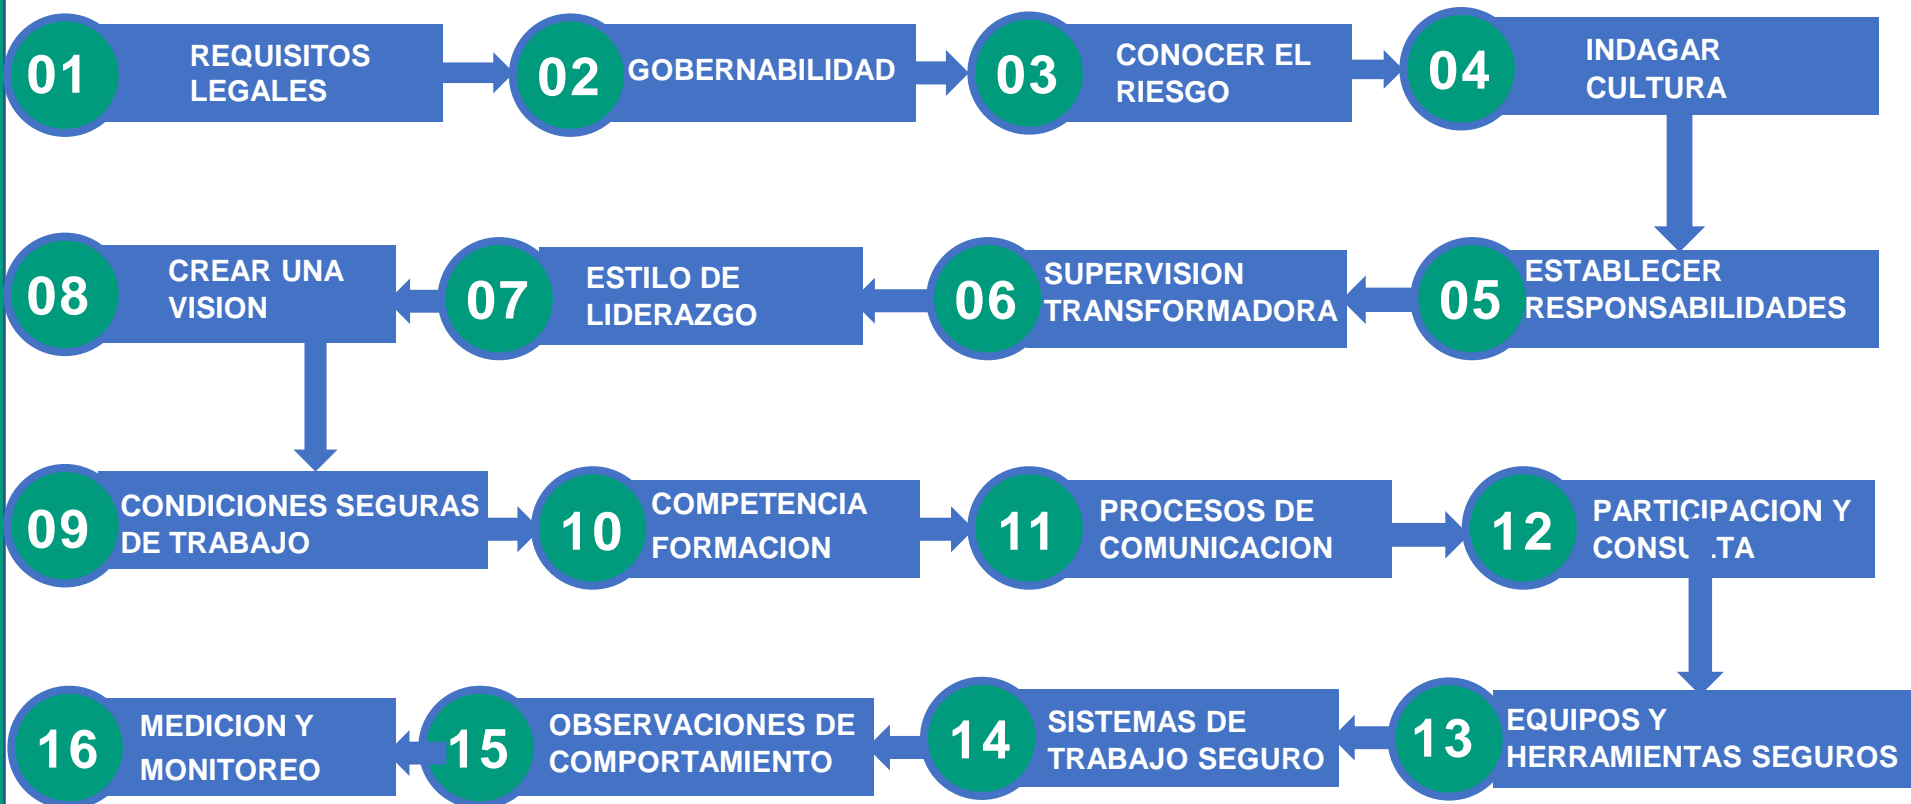 01
REQUISITOS
LEGALES
02
GOBERNABILIDAD
03
CONOCER EL
RIESGO
04
INDAGAR
CULTURA
08
CREAR UNA
VISION
07
ESTILO DE
LIDERAZGO
06
SUPERVISION
TRANSFORMADORA
05
ESTABLECER
RESPONSABILIDADES
09
CONDICIONES SEGURAS
DE TRABAJO
10
COMPETENCIA
FORMACION
11
PROCESOS DE
COMUNICACION
12
PARTICIPACION Y
CONSULTA
16
MEDICION Y
MONITOREO
15
OBSERVACIONES DE
COMPORTAMIENTO
14
SISTEMAS DE
TRABAJO SEGURO
13
EQUIPOS Y
HERRAMIENTAS SEGUROS